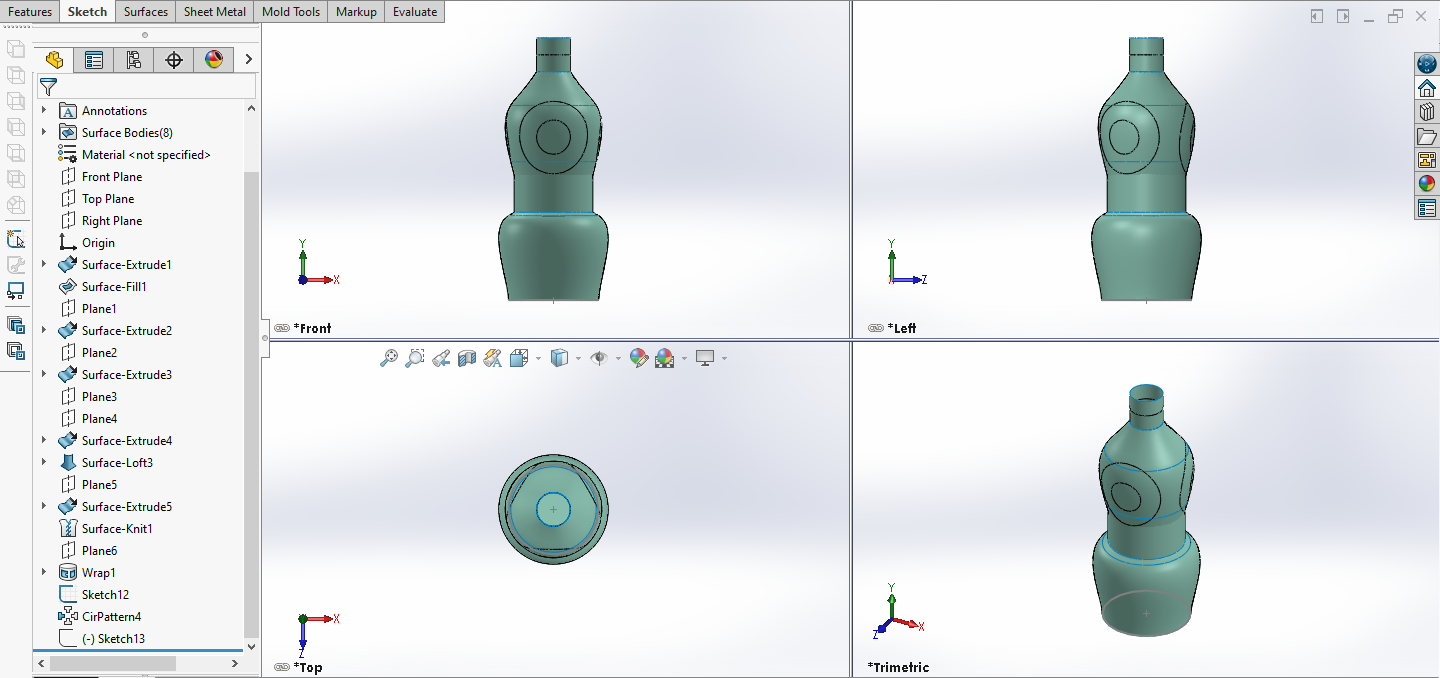 Features Sketch Surfaces Sheet Metal Mold Tools Markup Evaluate
Annotations
Surface Bodies(8)
Material <not specified>
Front Plane
Top Plane
Right Plane
Origin
Surface-Extrude1
Surface-Fill1
Plane1
Surface-Extrude2
Plane2
Surface-Extrude3
Plane3
Plane4
Surface-Extrude4
Surface-Loft3
Plane5
Surface-Extrude5
Surface-Knit1
Plane6
Wrap1
Sketch12
CirPattern4
(-) Sketch13
Y
X
*Front
Y
X
Z
*Left
X
Z
*Top
Y
X
Z
*Trimetric